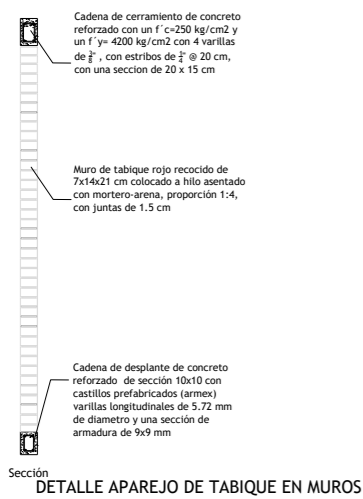 Cadena de cerramiento de concreto
reforzado con un f´c=250 kg/cm2 y
un f´y= 4200 kg/cm2 con 4 varillas
de 3/8" , con estribos de 1/4" @ 20 cm,
con una seccion de 20 x 15 cm
Muro de tabique rojo recocido de
7x14x21 cm colocado a hilo asentado
con mortero-arena, proporción 1:4,
con juntas de 1.5 cm
Cadena de desplante de concreto
reforzado de sección 10x10 con
castillos prefabricados (armex)
varillas longitudinales de 5.72 mm
de diametro y una sección de
armadura de 9x9 mm
Sección
DETALLE APAREJO DE TABIQUE EN MUROS